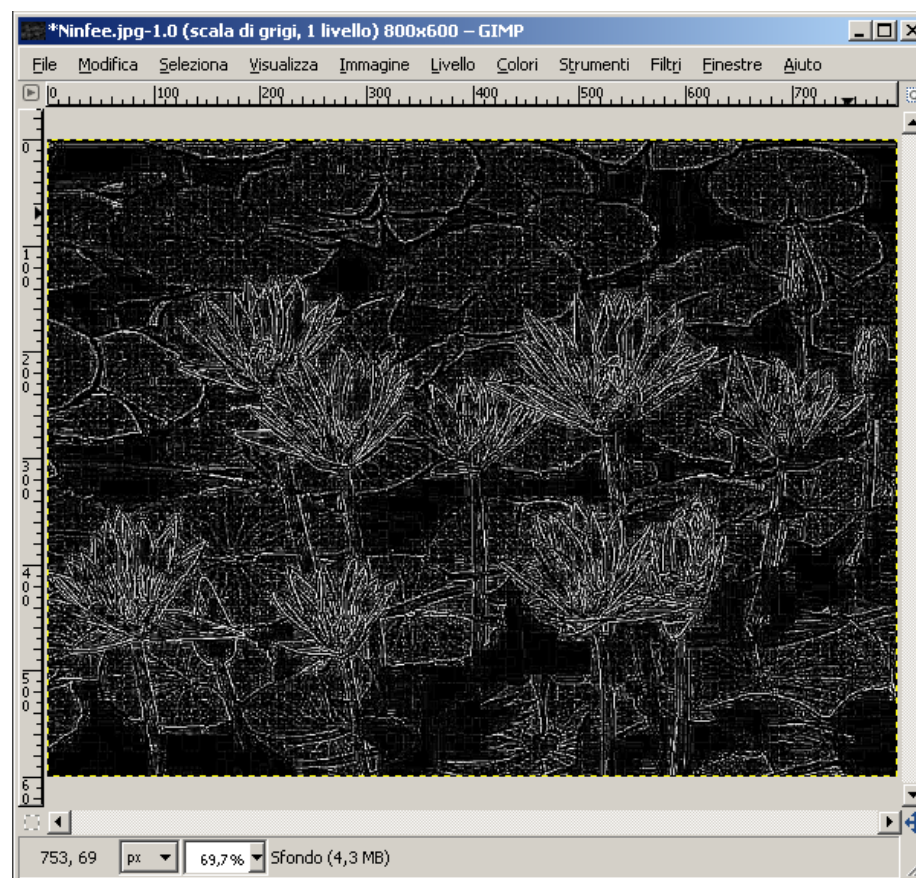 *Ninfee.jpg-1.0 (scala di grigi, 1 livello) 800x600 – GIMP
File Modifica Seleziona Visualizza Immagine Livello Colori Strumenti Filtri Finestre Aiuto
0 100 200 300 400 500 600 700
0
100
200
300
400
500
60
753, 69 px 69,7% Sfondo (4,3 MB)